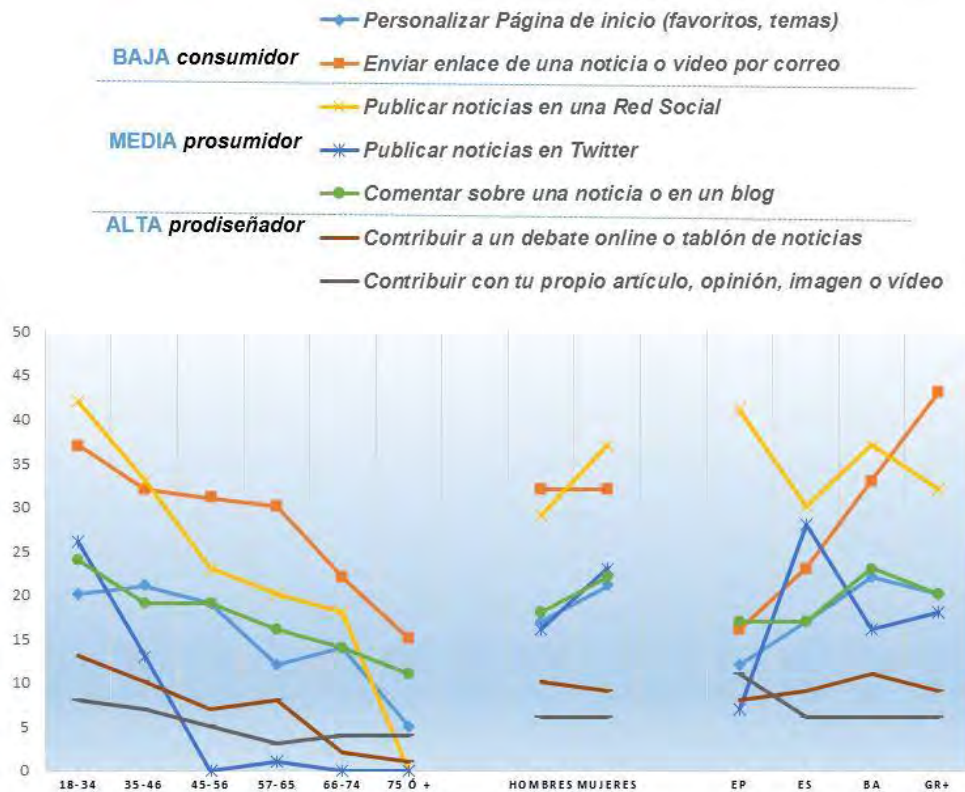 Personalizar Página de inicio (favoritos, temas)
BAJA consumidor
Enviar enlace de una noticia o video por correo
Publicar noticias en una Red Social
MEDIA prosumidor
Publicar noticias en Twitter
Comentar sobre una noticia o en un blog
ALTA prodiseñador
Contribuir a un debate online o tablón de noticias
Contribuir con tu propio artículo, opinión, imagen o vídeo
50
45
40
35
30
25
20
15
10
5
0
18-34 35-46 45-56 57-65 66-74 75 Ó + HOMBRES MUJERES EP ES BA GR+